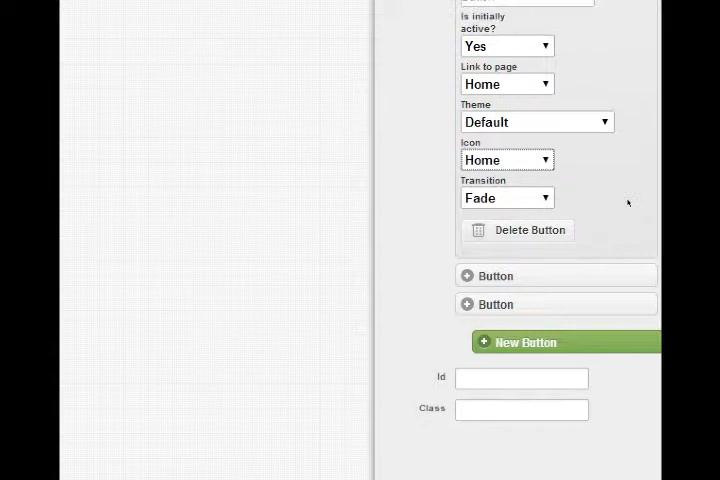 Is initially
active?
Yes
Link to page
Home
Theme
Default
Icon
Home
Transition
Fade
Delete Button
Button
Button
New Button
Id
Class